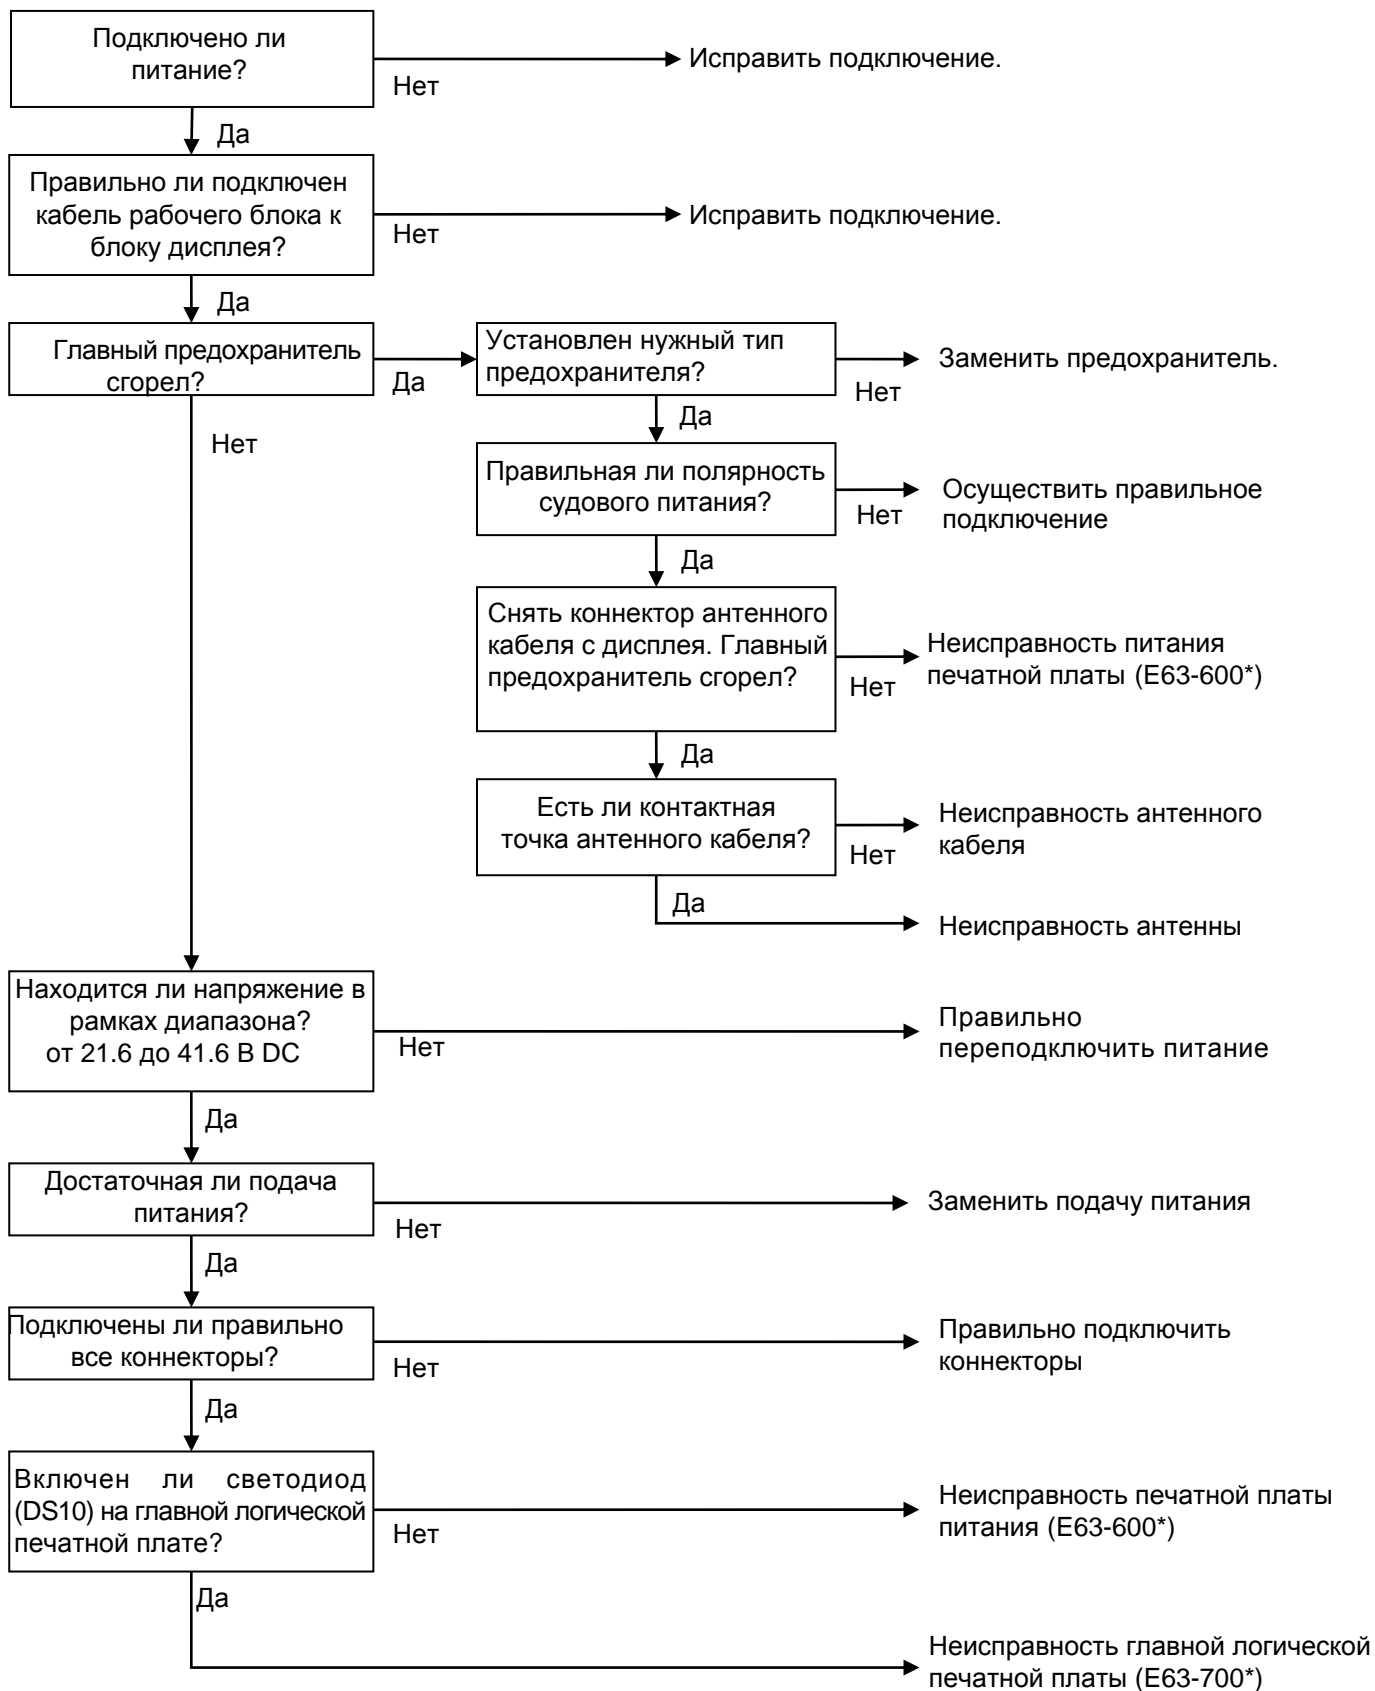 Подключено ли
питание?
Нет
Исправить подключение.
Да
Правильно ли подключен
кабель рабочего блока к
блоку дисплея?
Нет
Исправить подключение.
Да
Главный предохранитель
сгорел?
Да
Нет
Установлен нужный тип
предохранителя?
Нет
Заменить предохранитель.
Да
Правильная ли полярность
судового питания?
Нет
Осуществить правильное
подключение
Да
Снять коннектор антенного
кабеля с дисплея. Главный
предохранитель сгорел?
Нет
Неисправность питания
печатной платы (E63-600*)
Да
Есть ли контактная
точка антенного кабеля?
Нет
Неисправность антенного
кабеля
Да
Неисправность антенны
Находится ли напряжение в
рамках диапазона?
от 21.6 до 41.6 В DC
Нет
Правильно
переподключить питание
Да
Достаточная ли подача
питания?
Нет
Заменить подачу питания
Да
Подключены ли правильно
все коннекторы?
Нет
Правильно подключить
коннекторы
Да
Включен ли светодиод
(DS10) на главной логической
печатной плате?
Нет
Неисправность печатной платы
питания (E63-600*)
Да
Неисправность главной логической
печатной платы (E63-700*)